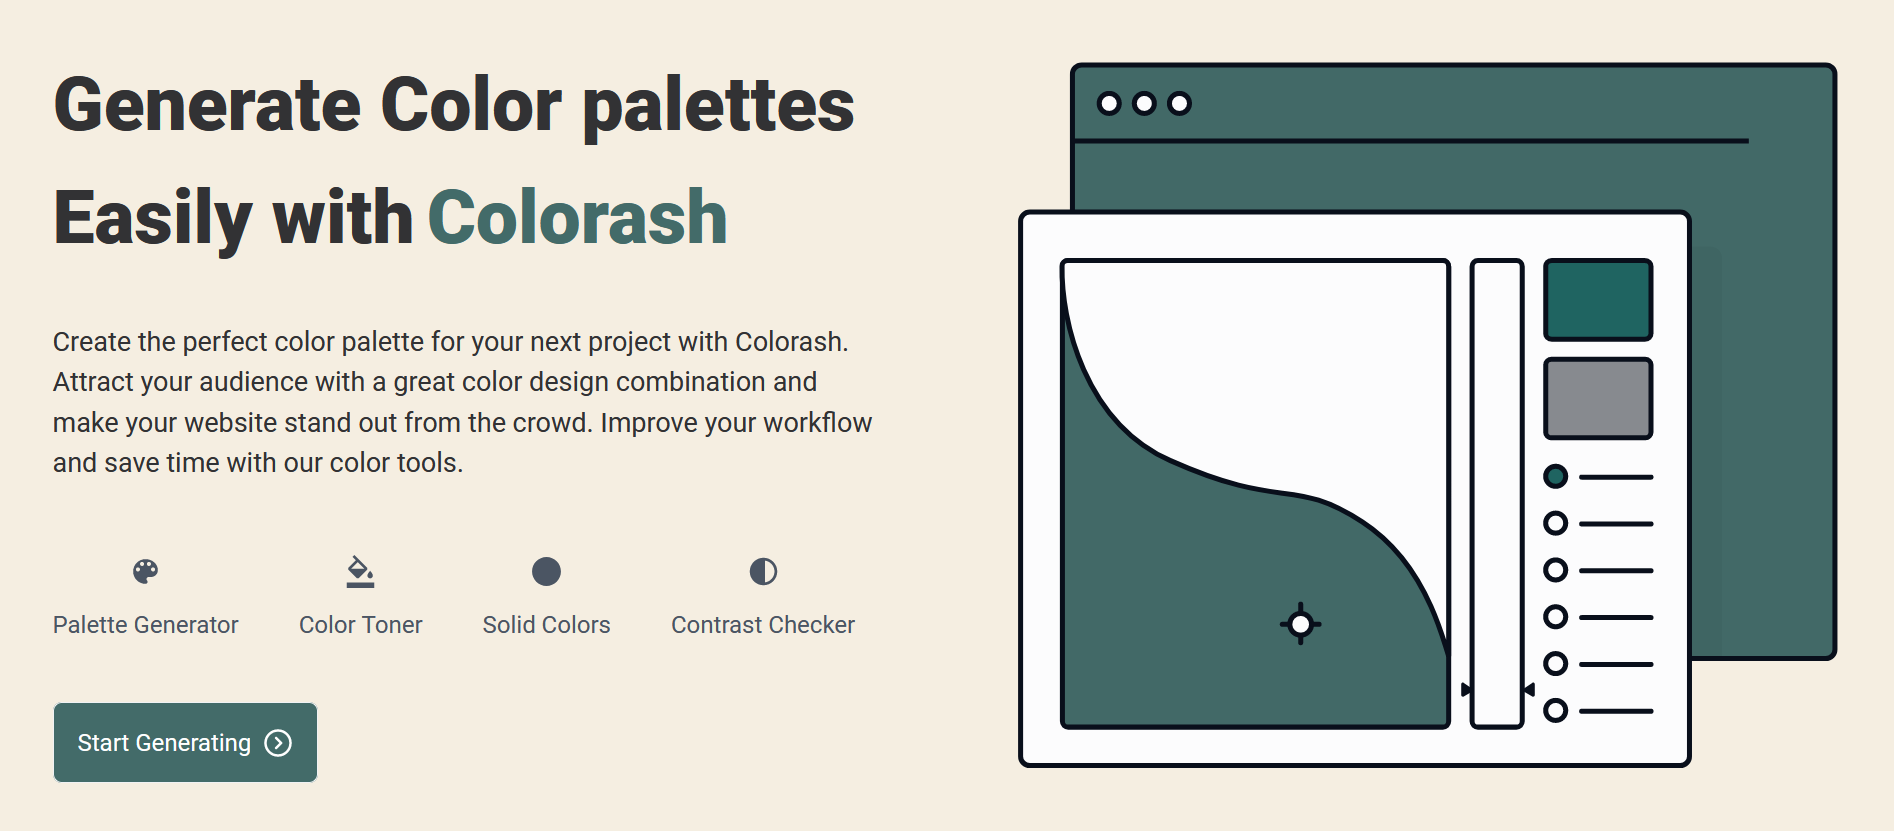 Generate Color palettes
Easily with Colorash
Create the perfect color palette for your next project with Colorash.
Attract your audience with a great color design combination and
make your website stand out from the crowd. Improve your workflow
and save time with our color tools.
Palette Generator
Color Toner
Solid Colors
Contrast Checker
Start Generating